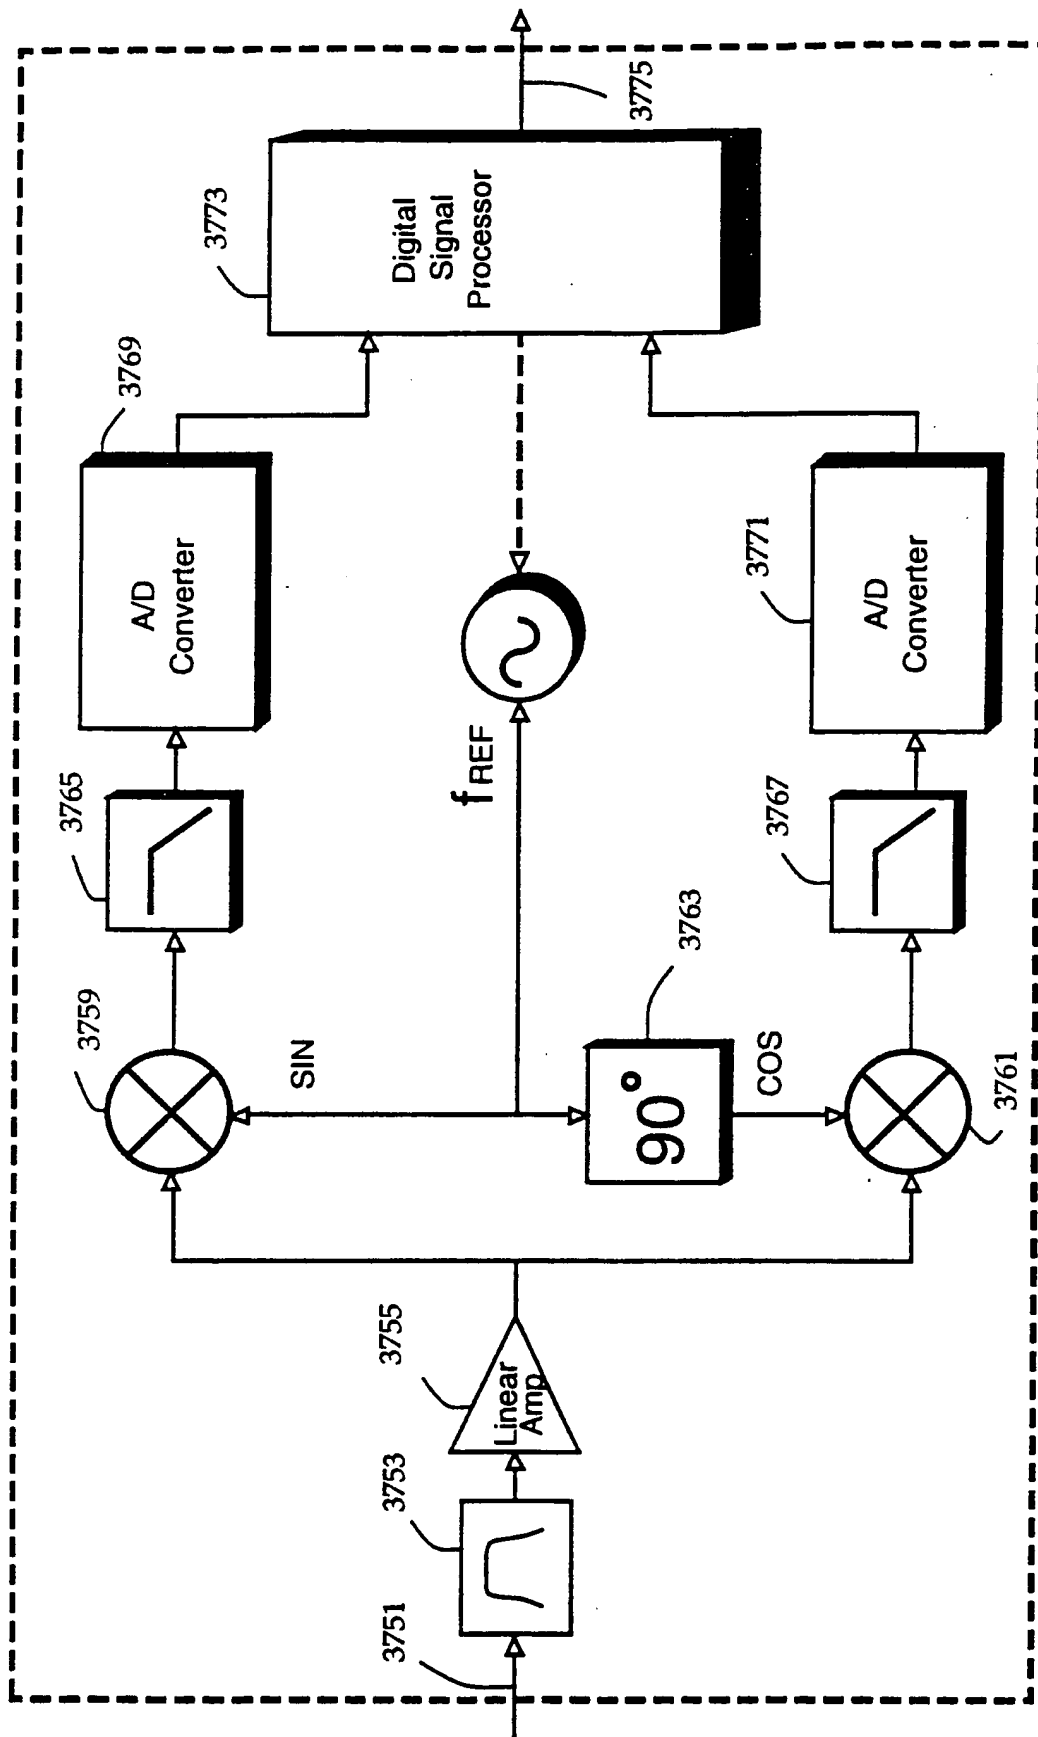 3751
3753
3755
Linear
Amp
3759
SIN
90°
3763
COS
3761
3765
fREF
3767
A/D
Converter
3769
A/D
Converter
3771
Digital
Signal
Processor
3773
3775